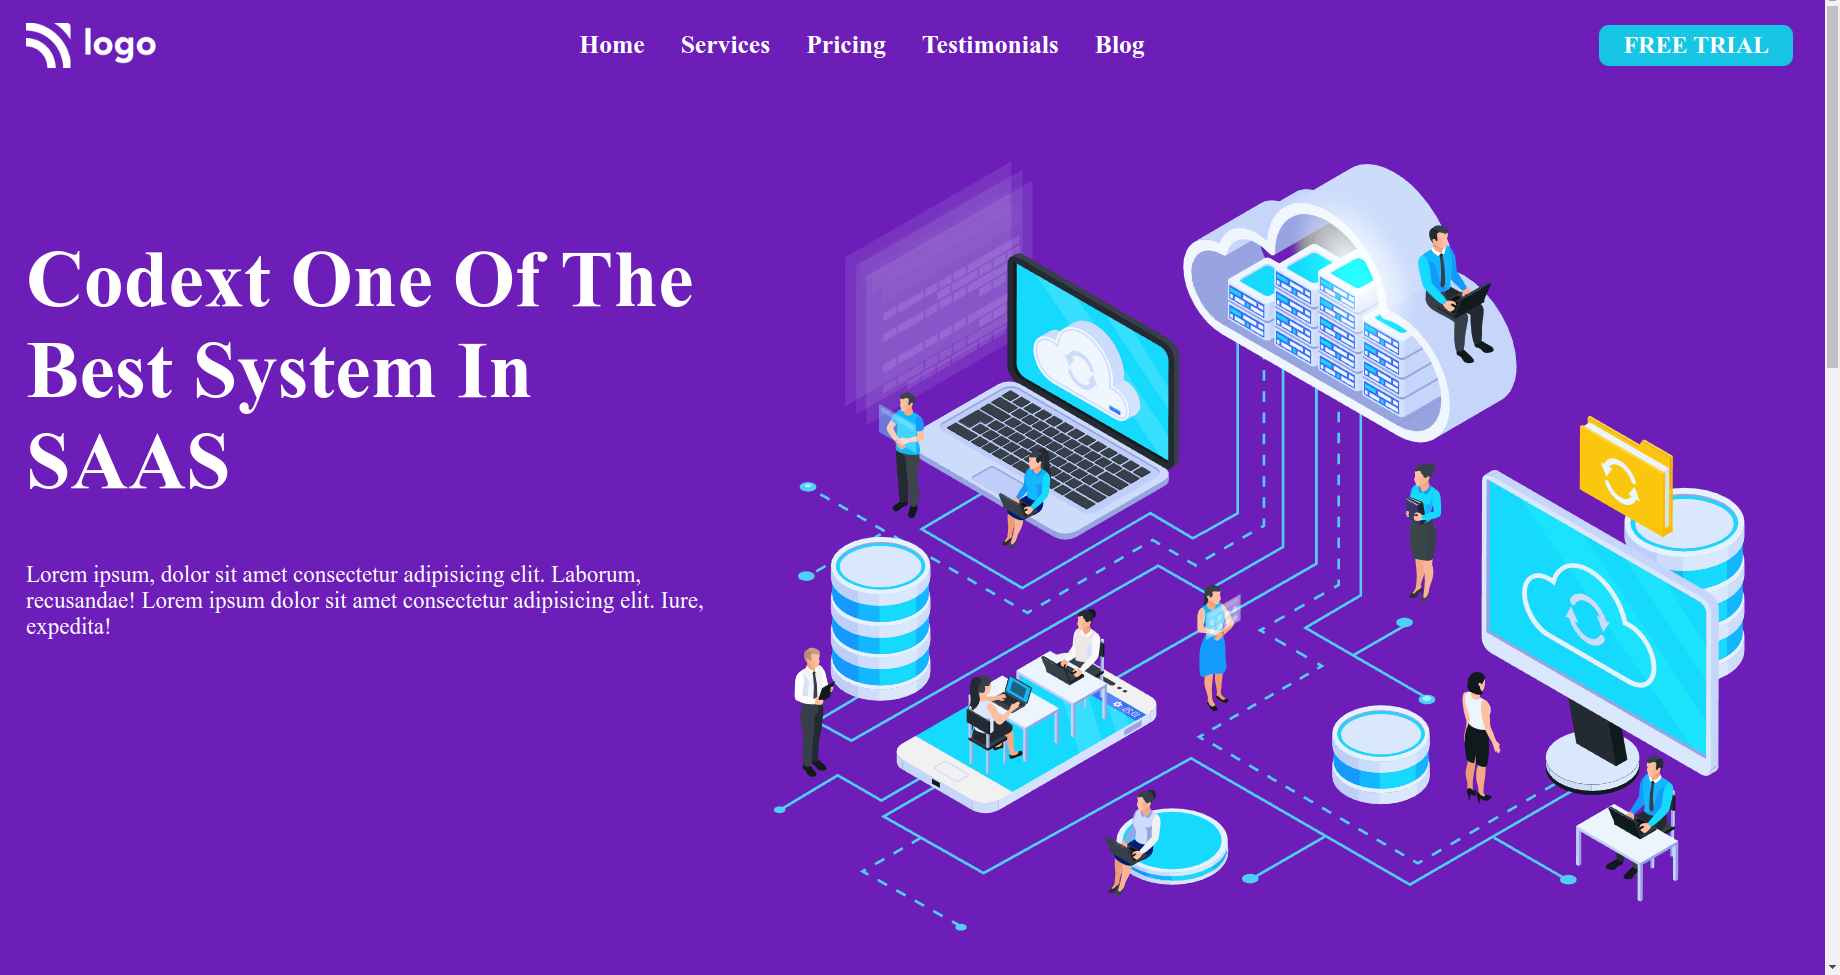 logo
Home Services Pricing Testimonials Blog
FREE TRIAL
Codext One Of The
Best System In
SAAS
Lorem ipsum, dolor sit amet consectetur adipisicing elit. Laborum,
recusandae! Lorem ipsum dolor sit amet consectetur adipisicing elit. Iure,
expedita!